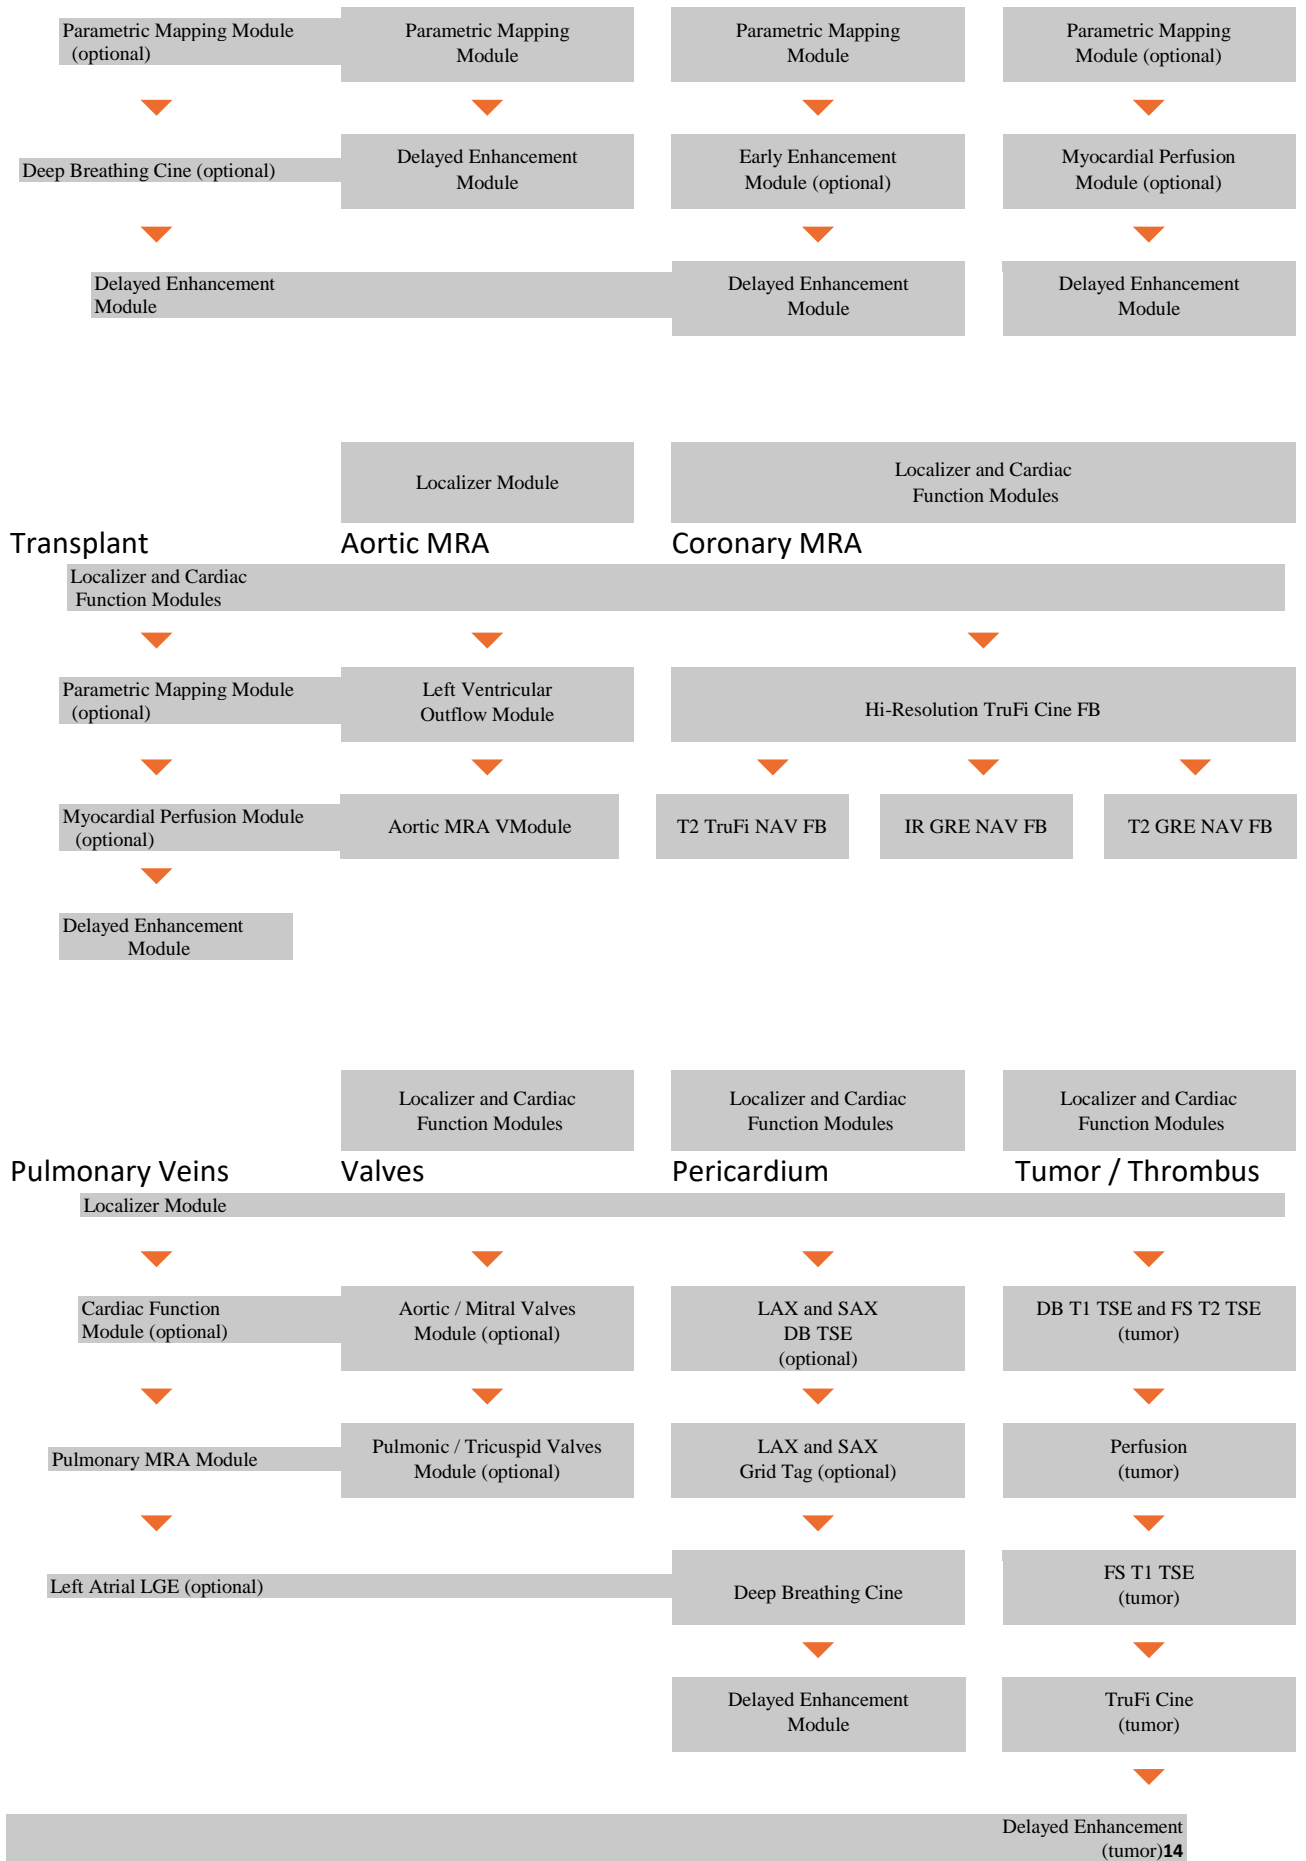 Parametric Mapping Module
(optional)
Parametric Mapping
Module
Parametric Mapping
Module
Parametric Mapping
Module (optional)
Deep Breathing Cine (optional)
Delayed Enhancement
Module
Early Enhancement
Module (optional)
Myocardial Perfusion
Module (optional)
Delayed Enhancement
Module
Delayed Enhancement
Module
Delayed Enhancement
Module
Localizer Module
Localizer and Cardiac
Function Modules
Transplant
Aortic MRA
Coronary MRA
Localizer and Cardiac
Function Modules
Parametric Mapping Module
(optional)
Left Ventricular
Outflow Module
Hi-Resolution TruFi Cine FB
Myocardial Perfusion Module
(optional)
Aortic MRA VModule
T2 TruFi NAV FB
IR GRE NAV FB
T2 GRE NAV FB
Delayed Enhancement
Module
Localizer and Cardiac
Function Modules
Localizer and Cardiac
Function Modules
Localizer and Cardiac
Function Modules
Pulmonary Veins
Valves
Pericardium
Tumor / Thrombus
Localizer Module
Cardiac Function
Module (optional)
Aortic / Mitral Valves
Module (optional)
LAX and SAX
DB TSE
(optional)
DB T1 TSE and FS T2 TSE
(tumor)
Pulmonary MRA Module
Pulmonic / Tricuspid Valves
Module (optional)
LAX and SAX
Grid Tag (optional)
Perfusion
(tumor)
Left Atrial LGE (optional)
Deep Breathing Cine
FS T1 TSE
(tumor)
Delayed Enhancement
Module
TruFi Cine
(tumor)
Delayed Enhancement
(tumor)14